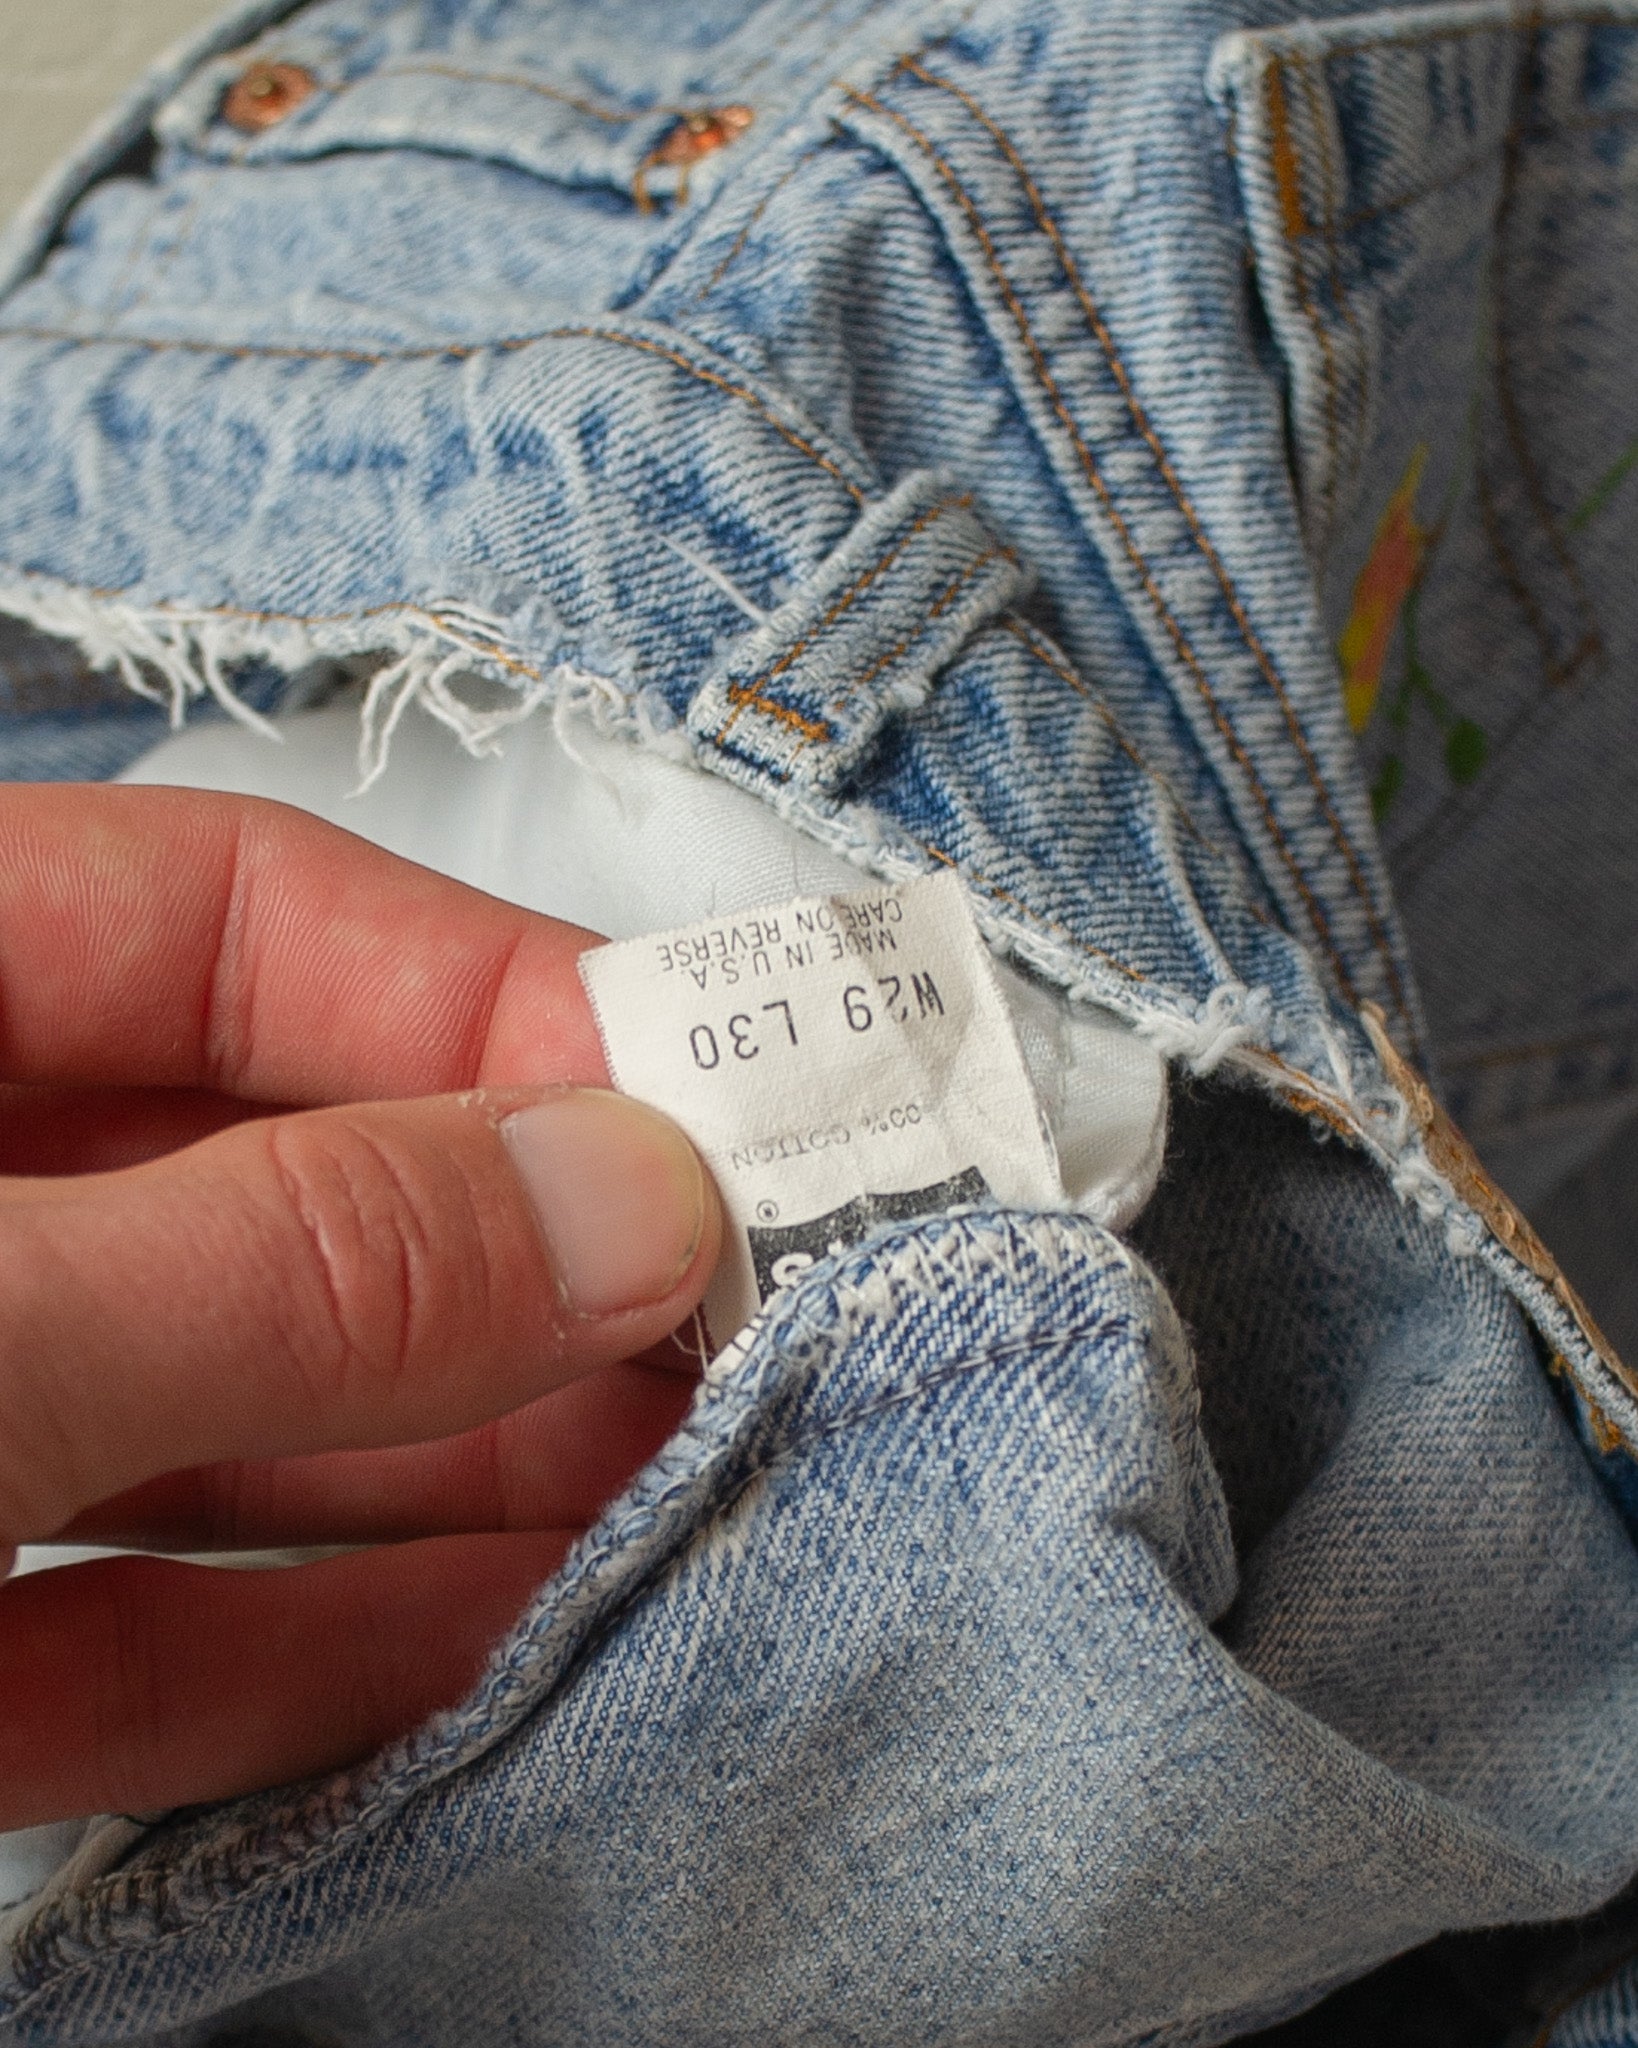 'S ®
100% COTTON
W29 L30
MADE IN U.S.A.
CARE ON REVERSE